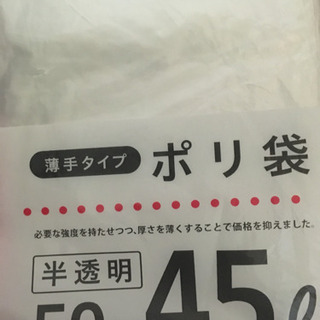 薄手タイプ ポリ袋
必要な強度を持たせつつ、厚さを薄くすることで価格を抑えました。
半透明 45ℓ
50